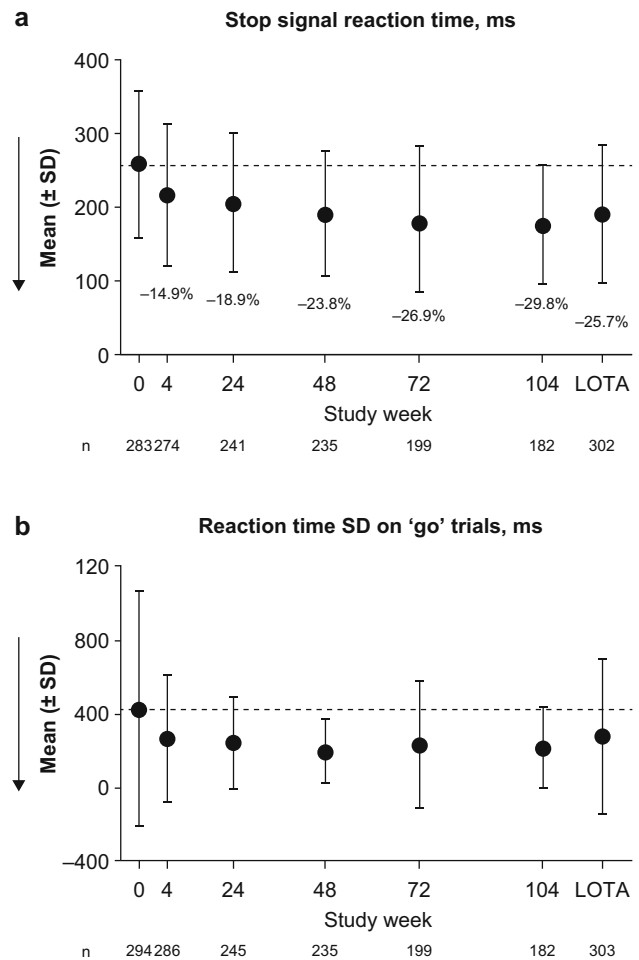 a
Stop signal reaction time, ms
Mean (± SD)
400
300
200
100
0
–14.9%
–18.9%
–23.8%
–26.9%
–29.8%
–25.7%
0 4 24 48 72 104 LOTA
Study week
n 283 274 241 235 199 182 302
b
Reaction time SD on ‘go’ trials, ms
Mean (± SD)
120
800
400
0
–400
0 4 24 48 72 104 LOTA
Study week
n 294 286 245 235 199 182 303